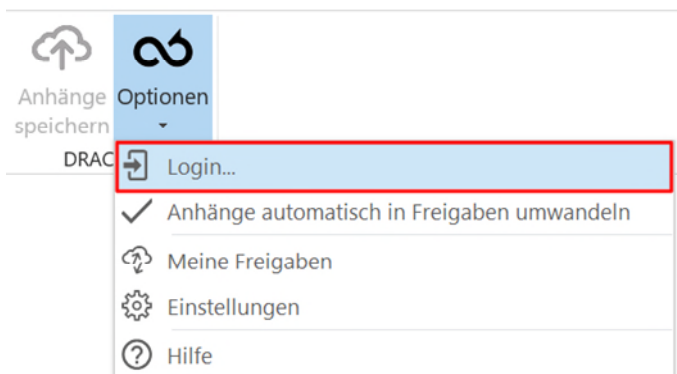 Anhänge Optionen
speichern
DRAC
Login...
Anhänge automatisch in Freigaben umwandeln
Meine Freigaben
Einstellungen
Hilfe